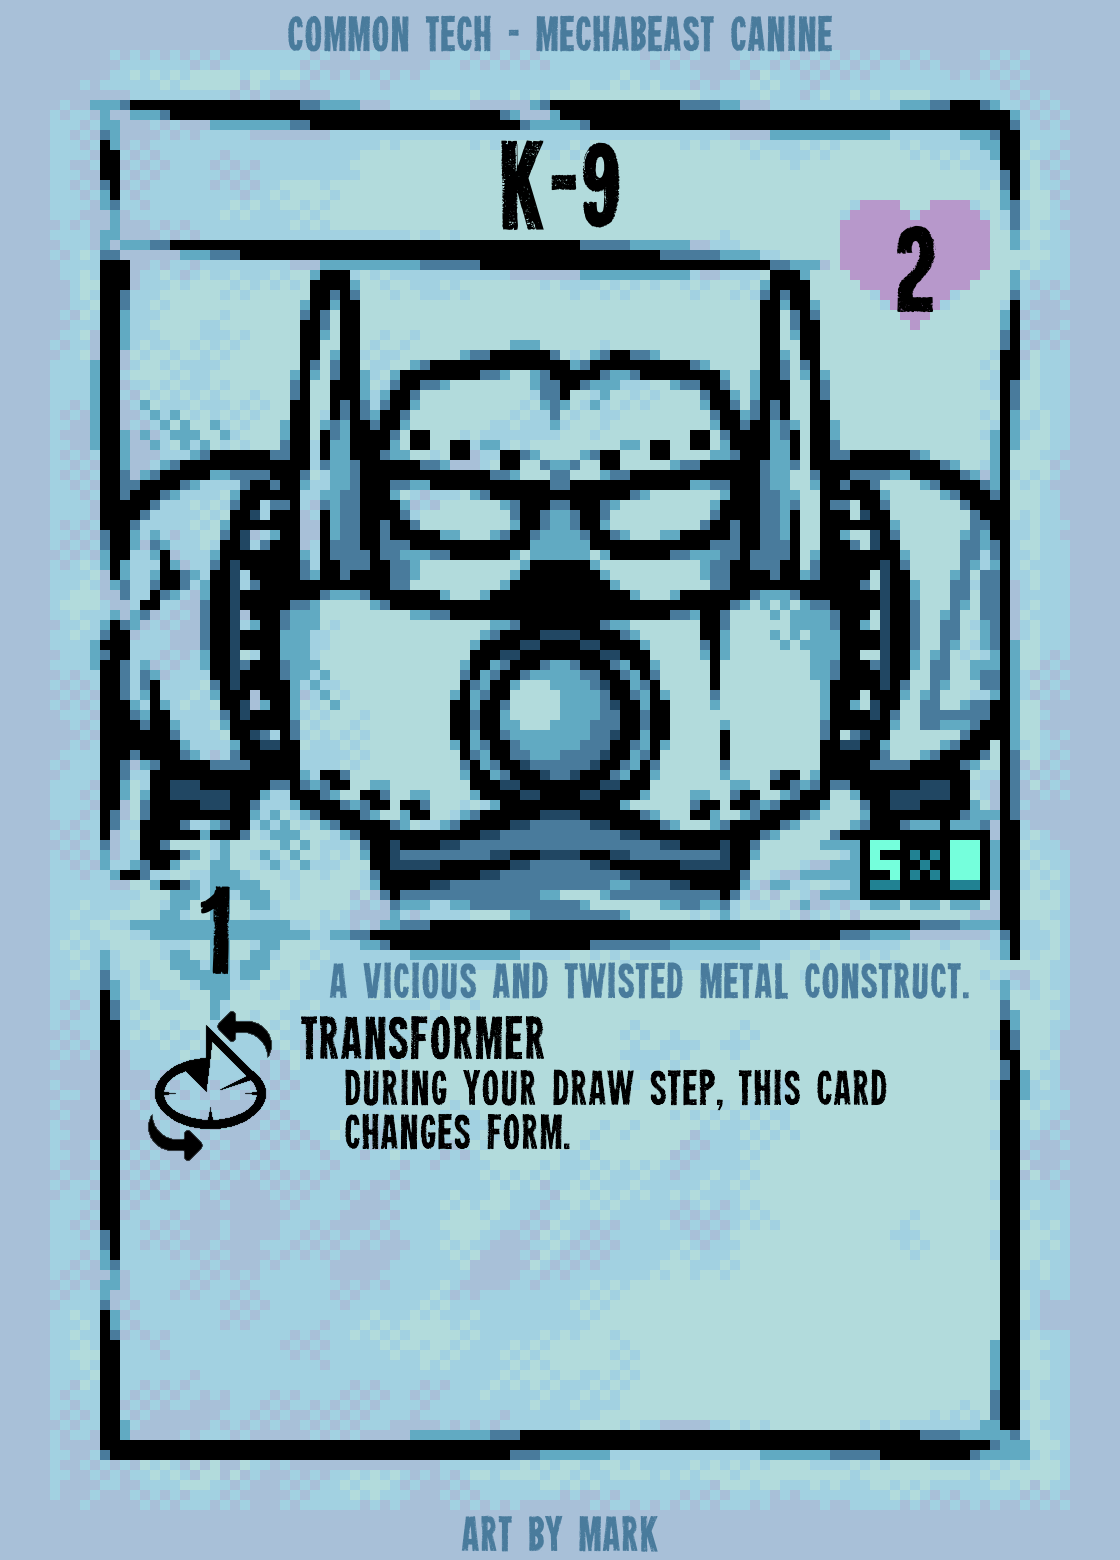 COMMON TECH - MECHABEAST CANINE
K-9
2
5 X
1
A VICIOUS AND TWISTED METAL CONSTRUCT.
TRANSFORMER
DURING YOUR DRAW STEP, THIS CARD
CHANGES FORM.
ART BY MARK